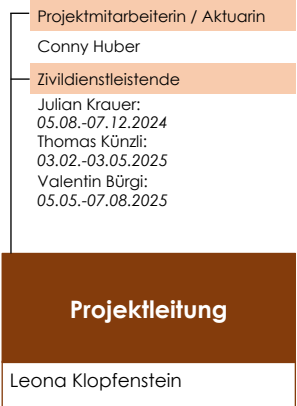 Projektmitarbeiterin / Aktuarin
Conny Huber
Zivildienstleistende
Julian Krauer:
05.08.-07.12.2024
Thomas Künzli:
03.02.-03.05.2025
Valentin Bürgi:
05.05.-07.08.2025
Projektleitung
Leona Klopfenstein